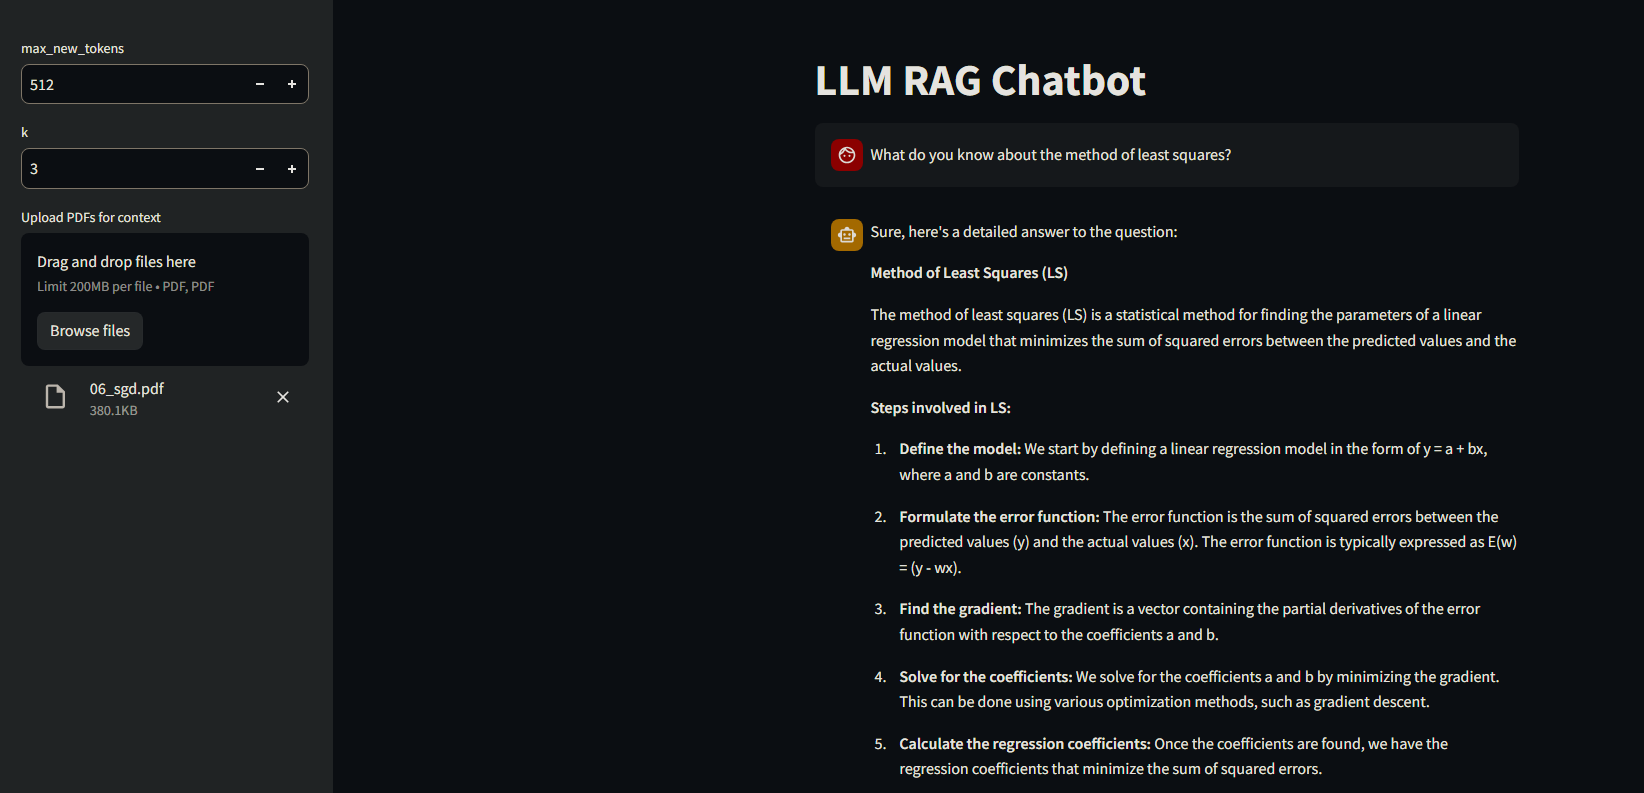 max_new_tokens
512
k
3
Upload PDFs for context
Drag and drop files here
Limit 200MB per file • PDF, PDF
Browse files
06_sgd.pdf
380.1KB
LLM RAG Chatbot
What do you know about the method of least squares?
Sure, here's a detailed answer to the question:
Method of Least Squares (LS)
The method of least squares (LS) is a statistical method for finding the parameters of a linear
regression model that minimizes the sum of squared errors between the predicted values and the
actual values.
Steps involved in LS:
1. Define the model: We start by defining a linear regression model in the form of y = a + bx,
where a and b are constants.
2. Formulate the error function: The error function is the sum of squared errors between the
predicted values (y) and the actual values (x). The error function is typically expressed as E(w)
= (y - wx).
3. Find the gradient: The gradient is a vector containing the partial derivatives of the error
function with respect to the coefficients a and b.
4. Solve for the coefficients: We solve for the coefficients a and b by minimizing the gradient.
This can be done using various optimization methods, such as gradient descent.
5. Calculate the regression coefficients: Once the coefficients are found, we have the
regression coefficients that minimize the sum of squared errors.